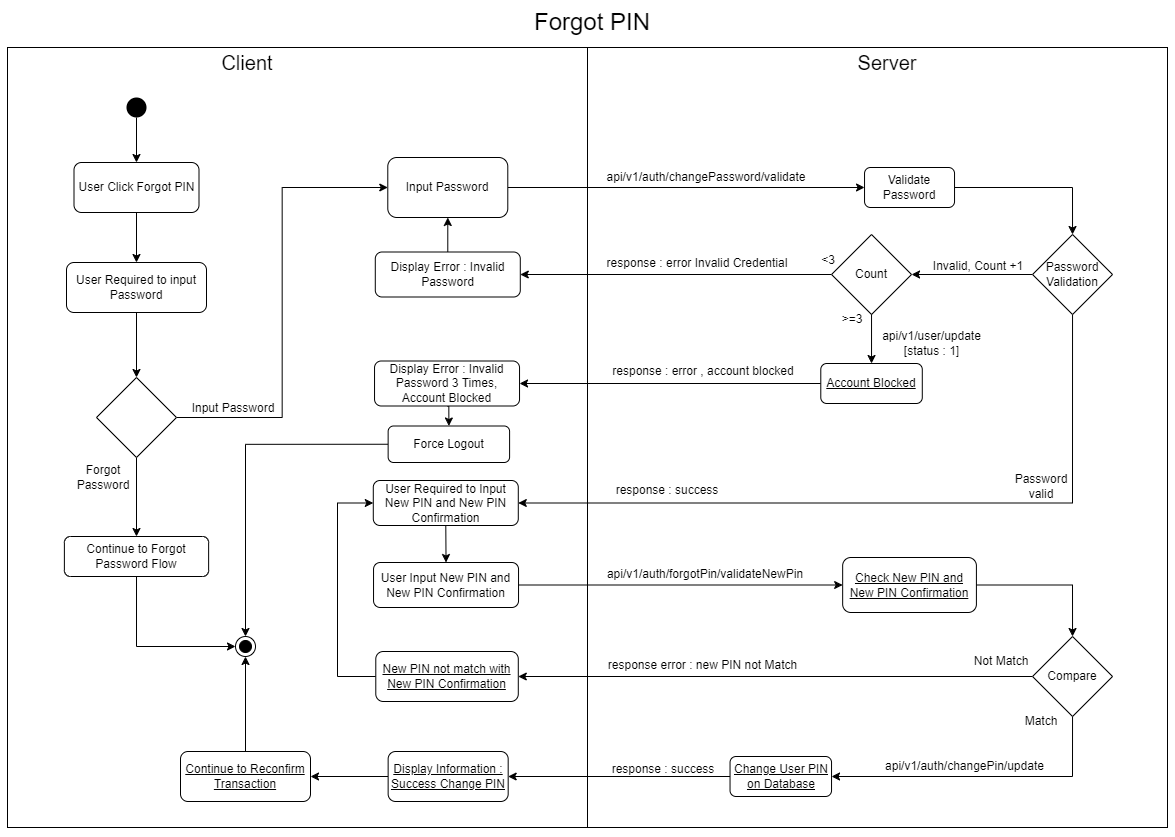 Forgot PIN
Client
Server
User Click Forgot PIN
Input Password
api/v1/auth/changePassword/validate
Validate
Password
User Required to input
Password
Display Error : Invalid
Password
response : error Invalid Credential
<3
Count
Invalid, Count +1
Password
Validation
>=3
api/v1/user/update
[status : 1]
Display Error : Invalid
Password 3 Times,
Account Blocked
response : error , account blocked
Account Blocked
Input Password
Force Logout
Forgot
Password
User Required to Input
New PIN and New PIN
Confirmation
response : success
Password
valid
Continue to Forgot
Password Flow
User Input New PIN and
New PIN Confirmation
api/v1/auth/forgotPin/validateNewPin
Check New PIN and
New PIN Confirmation
New PIN not match with
New PIN Confirmation
response error : new PIN not Match
Not Match
Compare
Match
Continue to Reconfirm
Transaction
Display Information :
Success Change PIN
response : success
Change User PIN
on Database
api/v1/auth/changePin/update